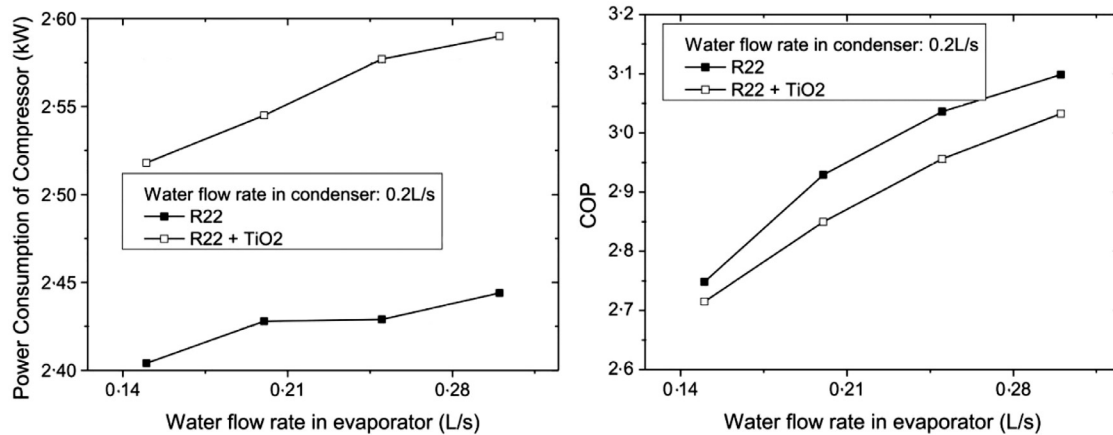 2·60
2·55
2·50
2·45
2·40
Power Consumption of Compressor (kW)
Water flow rate in condenser: 0.2L/s
R22
R22 + TiO2
0·14
0·21
0·28
Water flow rate in evaporator (L/s)
3·2
3·1
3·0
2·9
2·8
2·7
2·6
COP
Water flow rate in condenser: 0.2L/s
R22
R22 + TiO2
0·14
0·21
0·28
Water flow rate in evaporator (L/s)